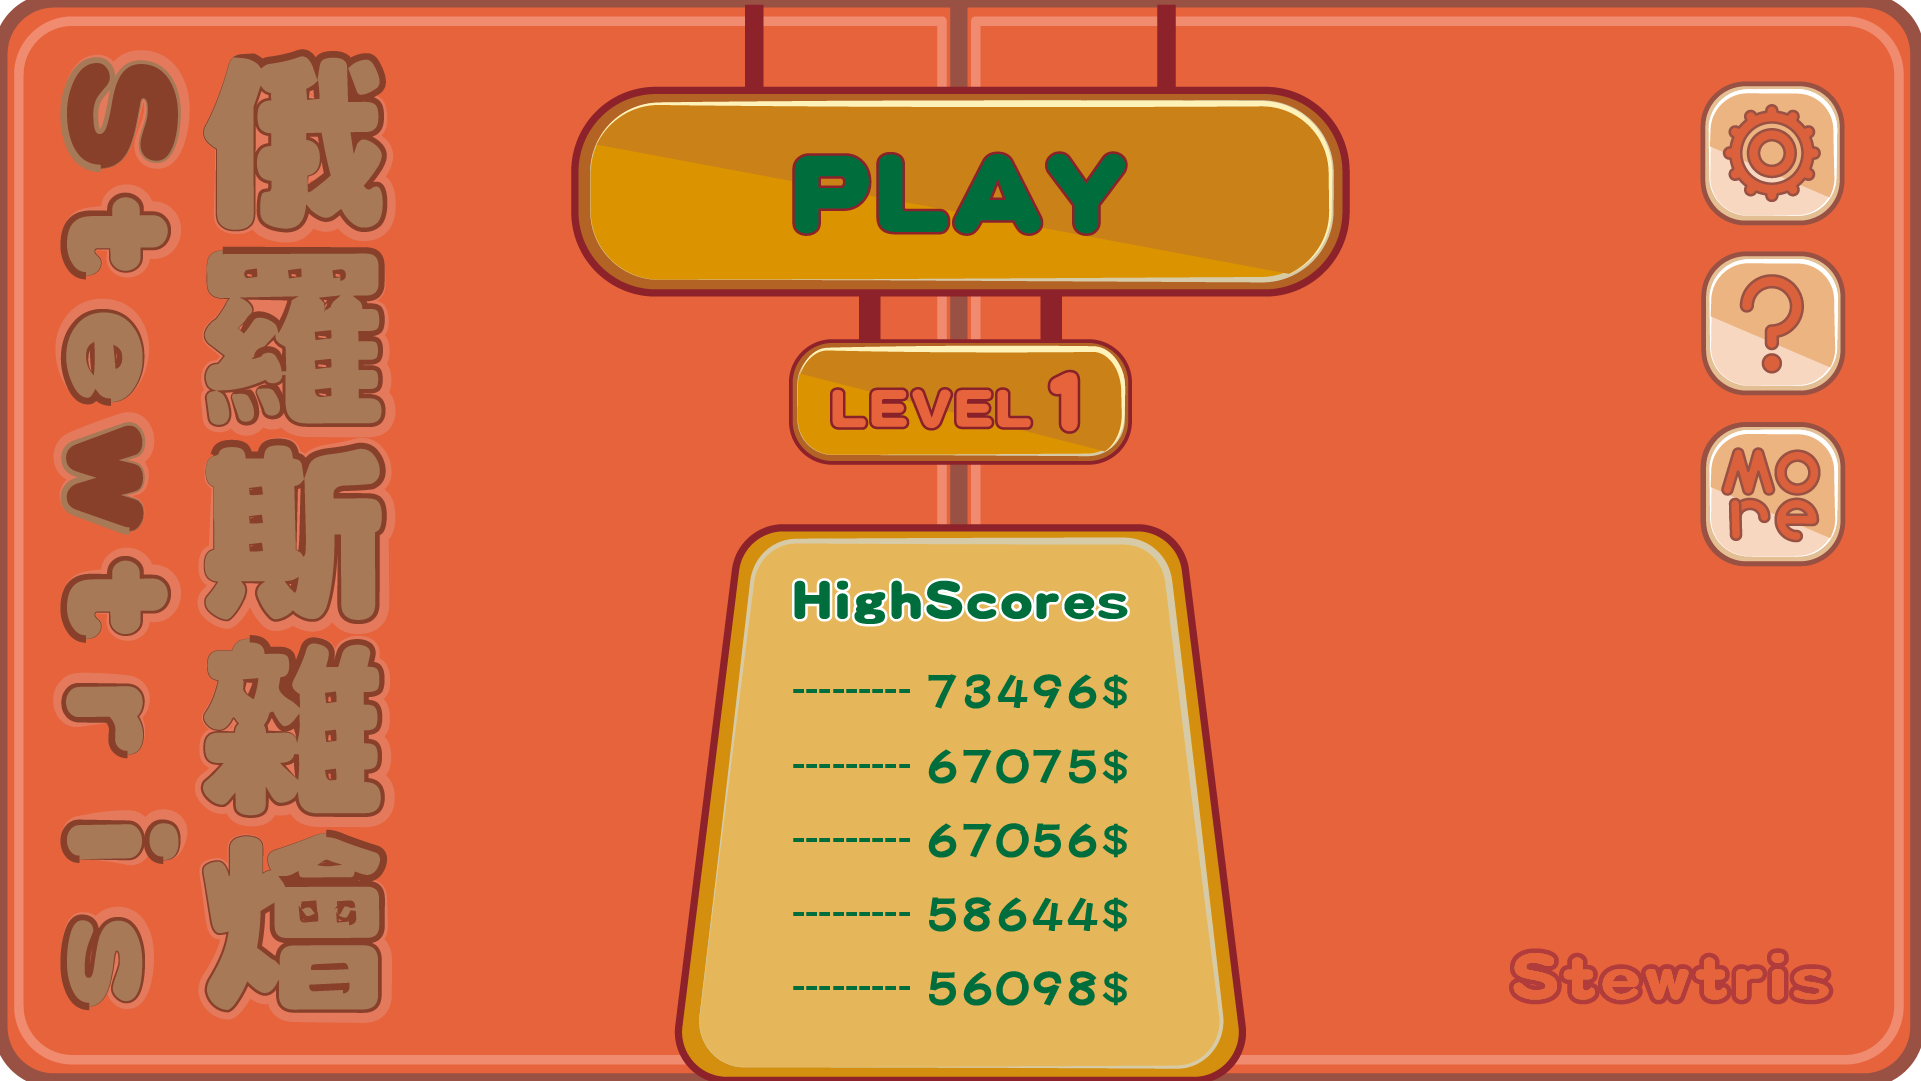 俄羅斯雜燴
Stewtris
PLAY
LEVEL 1
HighScores
--------- 73496$
--------- 67075$
--------- 67056$
--------- 58644$
--------- 56098$
?
More
Stewtris